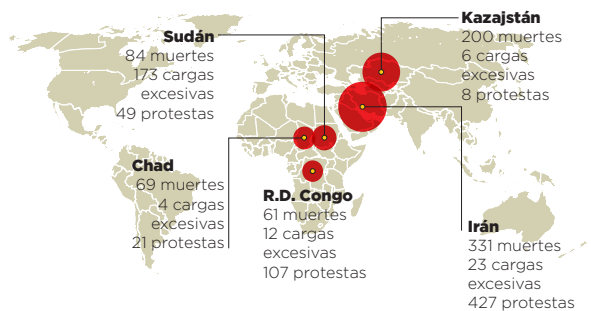 Sudán
84 muertes
173 cargas
excesivas
49 protestas
Kazajstán
200 muertes
6 cargas
excesivas
8 protestas
Chad
69 muertes
4 cargas
excesivas
21 protestas
R.D. Congo
61 muertes
12 cargas
excesivas
107 protestas
Irán
331 muertes
23 cargas
excesivas
427 protestas